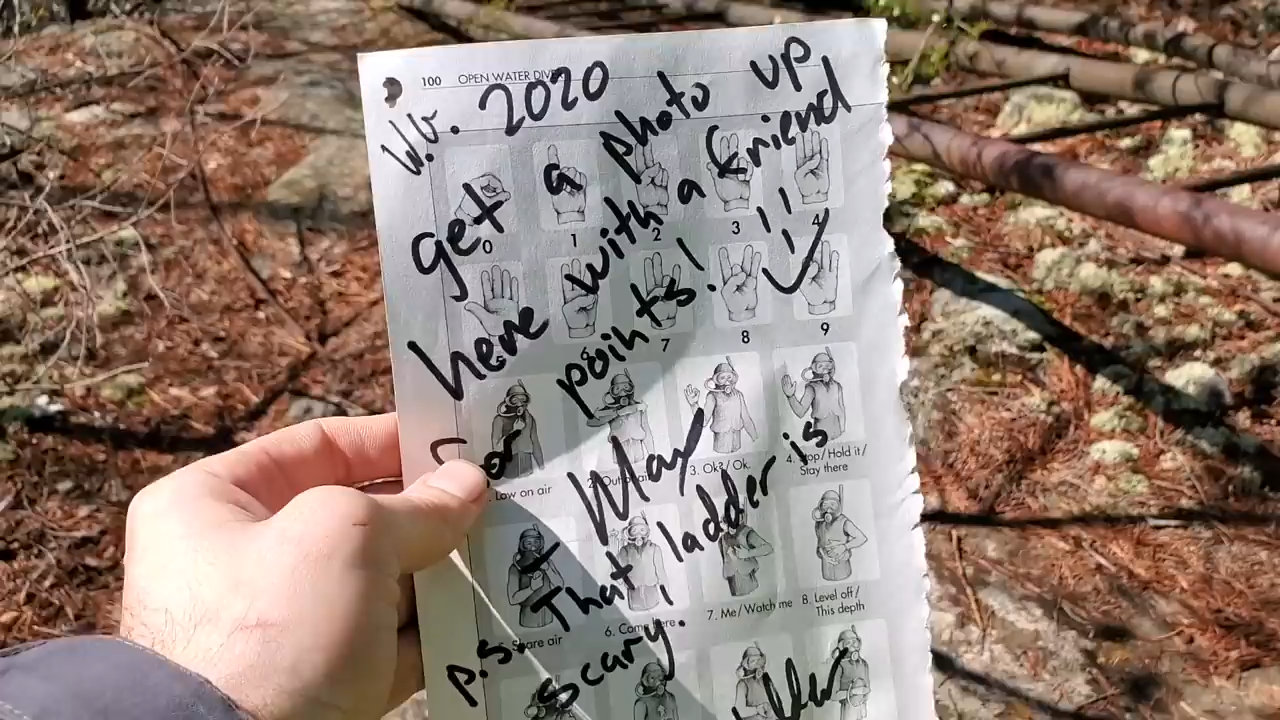 100 OPEN WATER DIVE
W.G. 2020
get a photo up
here with a friend
for points!
Max
p.s. That ladder is
scary.
0 1 2 3 4
6 7 8 9
1. Low on air
2. Out of air
3. Ok?/Ok.
4. Stop/Hold it/
Stay there
5. Share air
6. Come here
7. Me/Watch me
8. Level off/
This depth